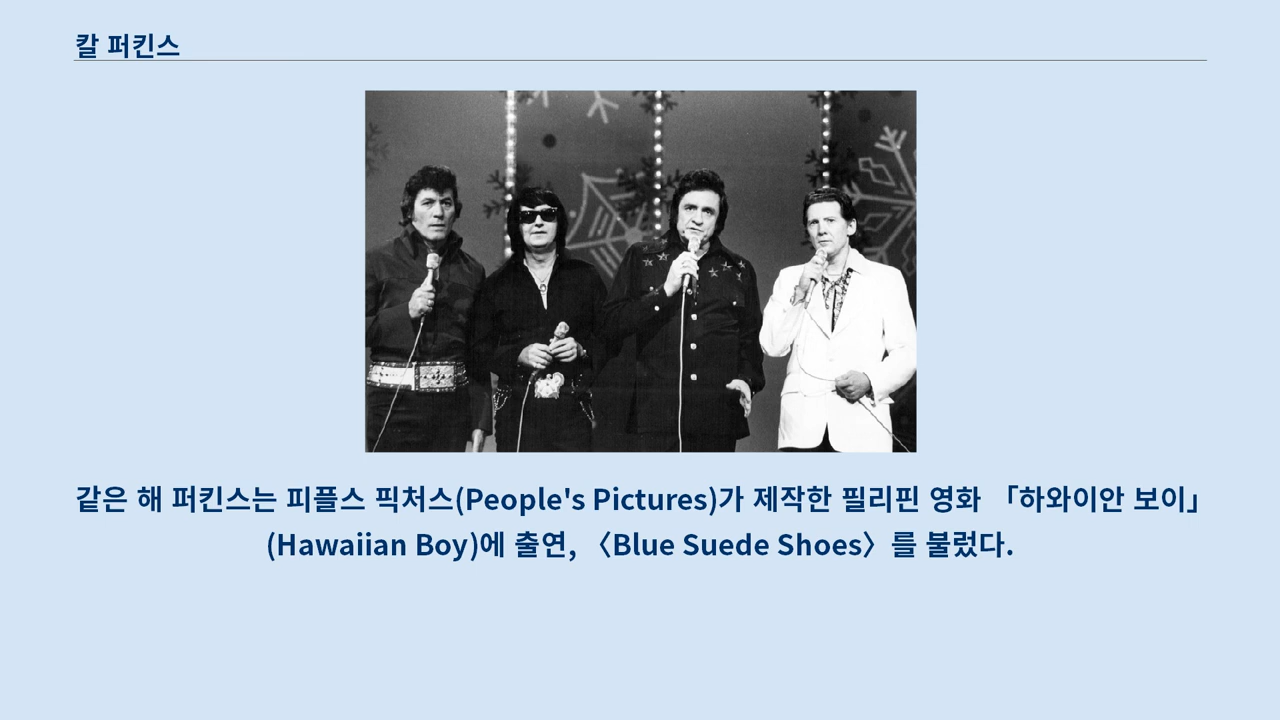 칼 퍼킨스
같은 해 퍼킨스는 피플스 픽처스(People's Pictures)가 제작한 필리핀 영화 「하와이안 보이」
(Hawaiian Boy)에 출연, 〈Blue Suede Shoes〉를 불렀다.